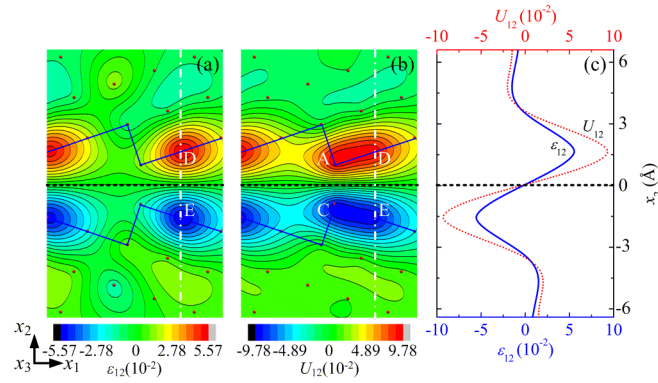 U12 (10-2)
-10 -5 0 5 10
(a) (b) (c)
6
U12
ε12
3
A D D
0
x2 (Å)
C E E
-3
-6
-10 -5 0 5 10
ε12 (10-2)
x2
x3 x1
-5.57 -2.78 0 2.78 5.57
ε12(10-2)
-9.78 -4.89 0 4.89 9.78
U12(10-2)